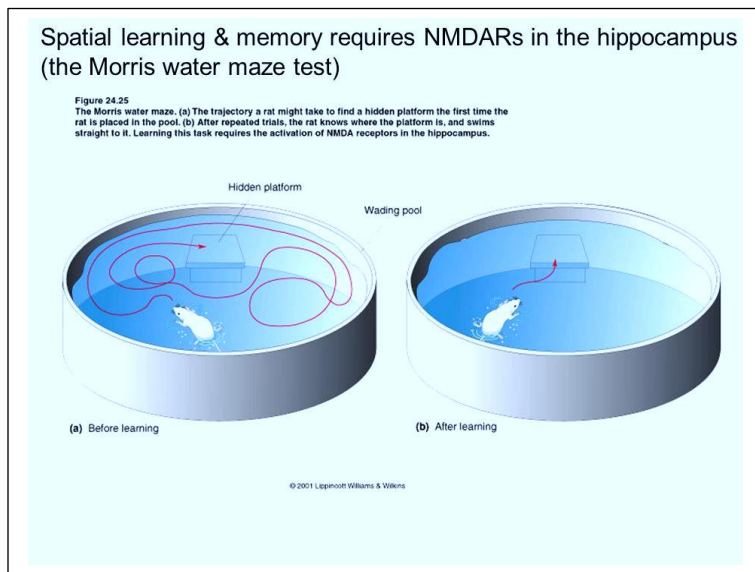 Spatial learning & memory requires NMDARs in the hippocampus
(the Morris water maze test)
Figure 24.25
The Morris water maze. (a) The trajectory a rat might take to find a hidden platform the first time the
rat is placed in the pool. (b) After repeated trials, the rat knows where the platform is, and swims
straight to it. Learning this task requires the activation of NMDA receptors in the hippocampus.
Hidden platform
Wading pool
(a) Before learning
(b) After learning
© 2001 Lippincott Williams & Wilkins